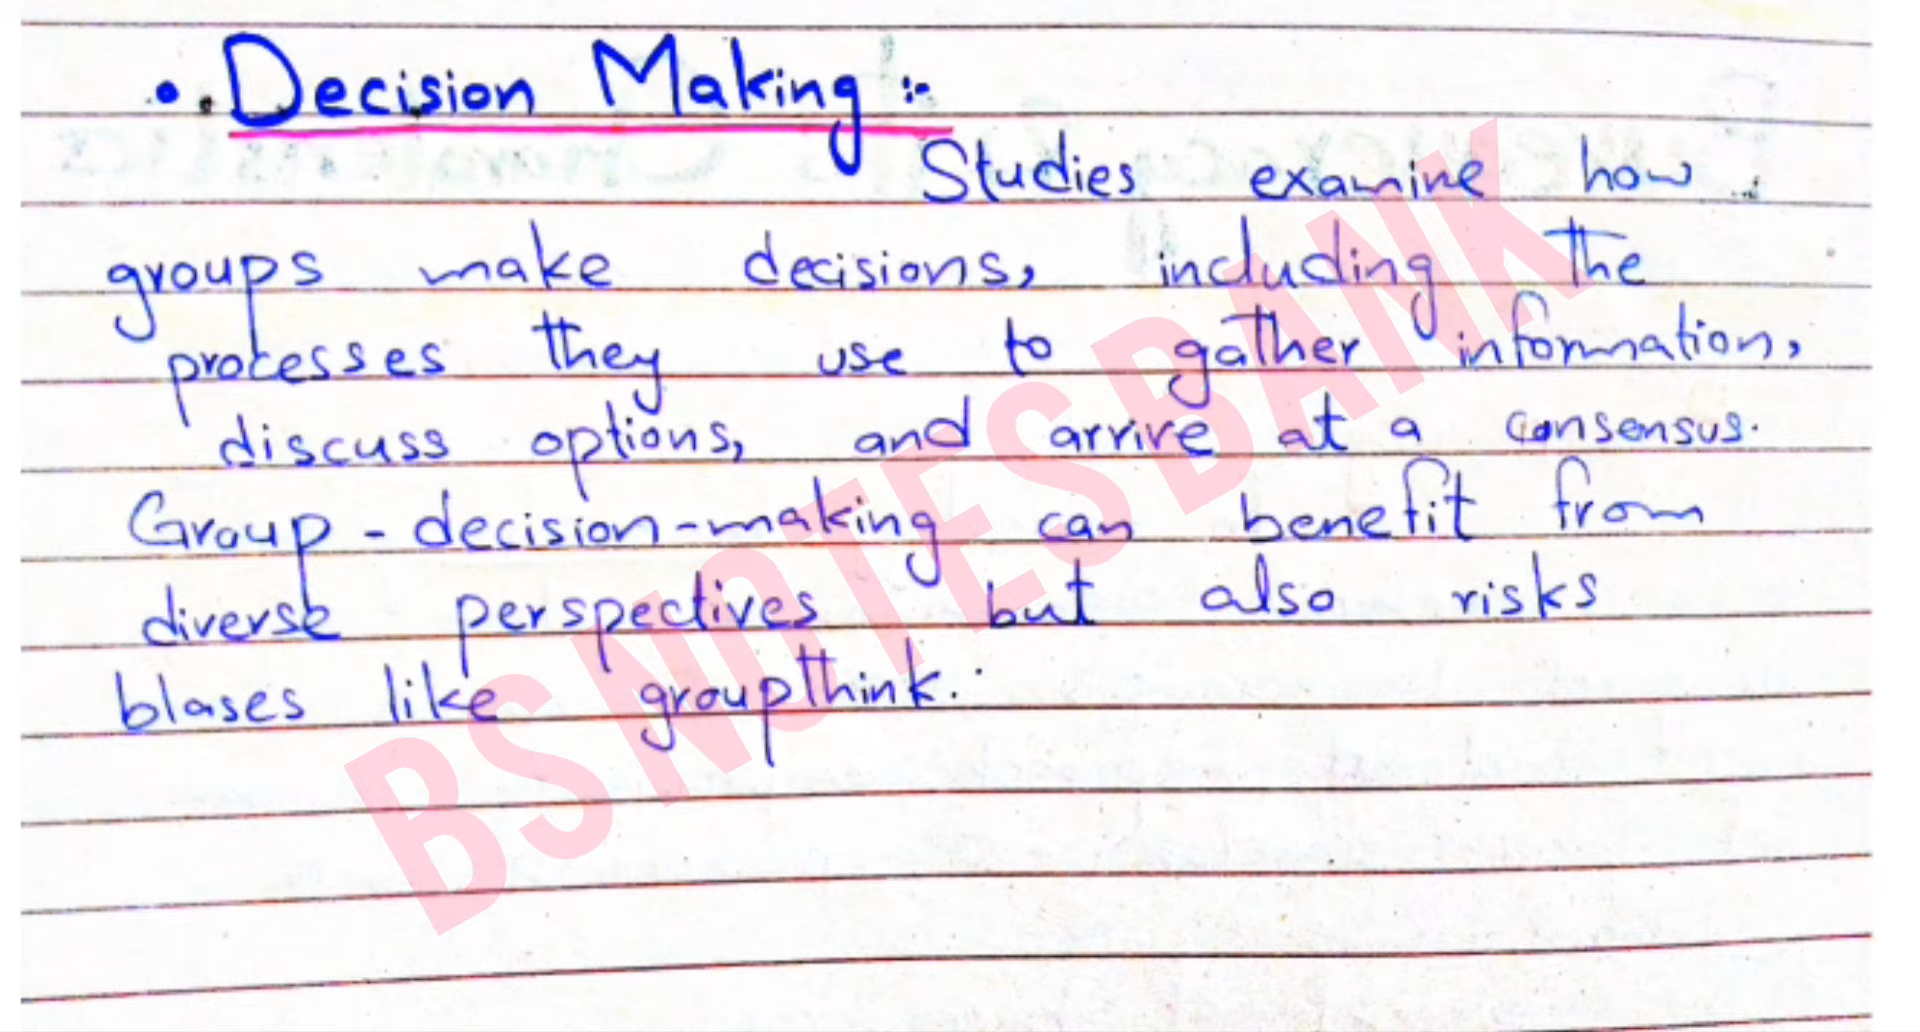 • Decision Making :-
Studies examine how
groups make decisions, including the
processes they use to gather information,
discuss options, and arrive at a consensus.
Group - decision-making can benefit from
diverse perspectives but also risks
biases like groupthink.
BS NOTES BANK